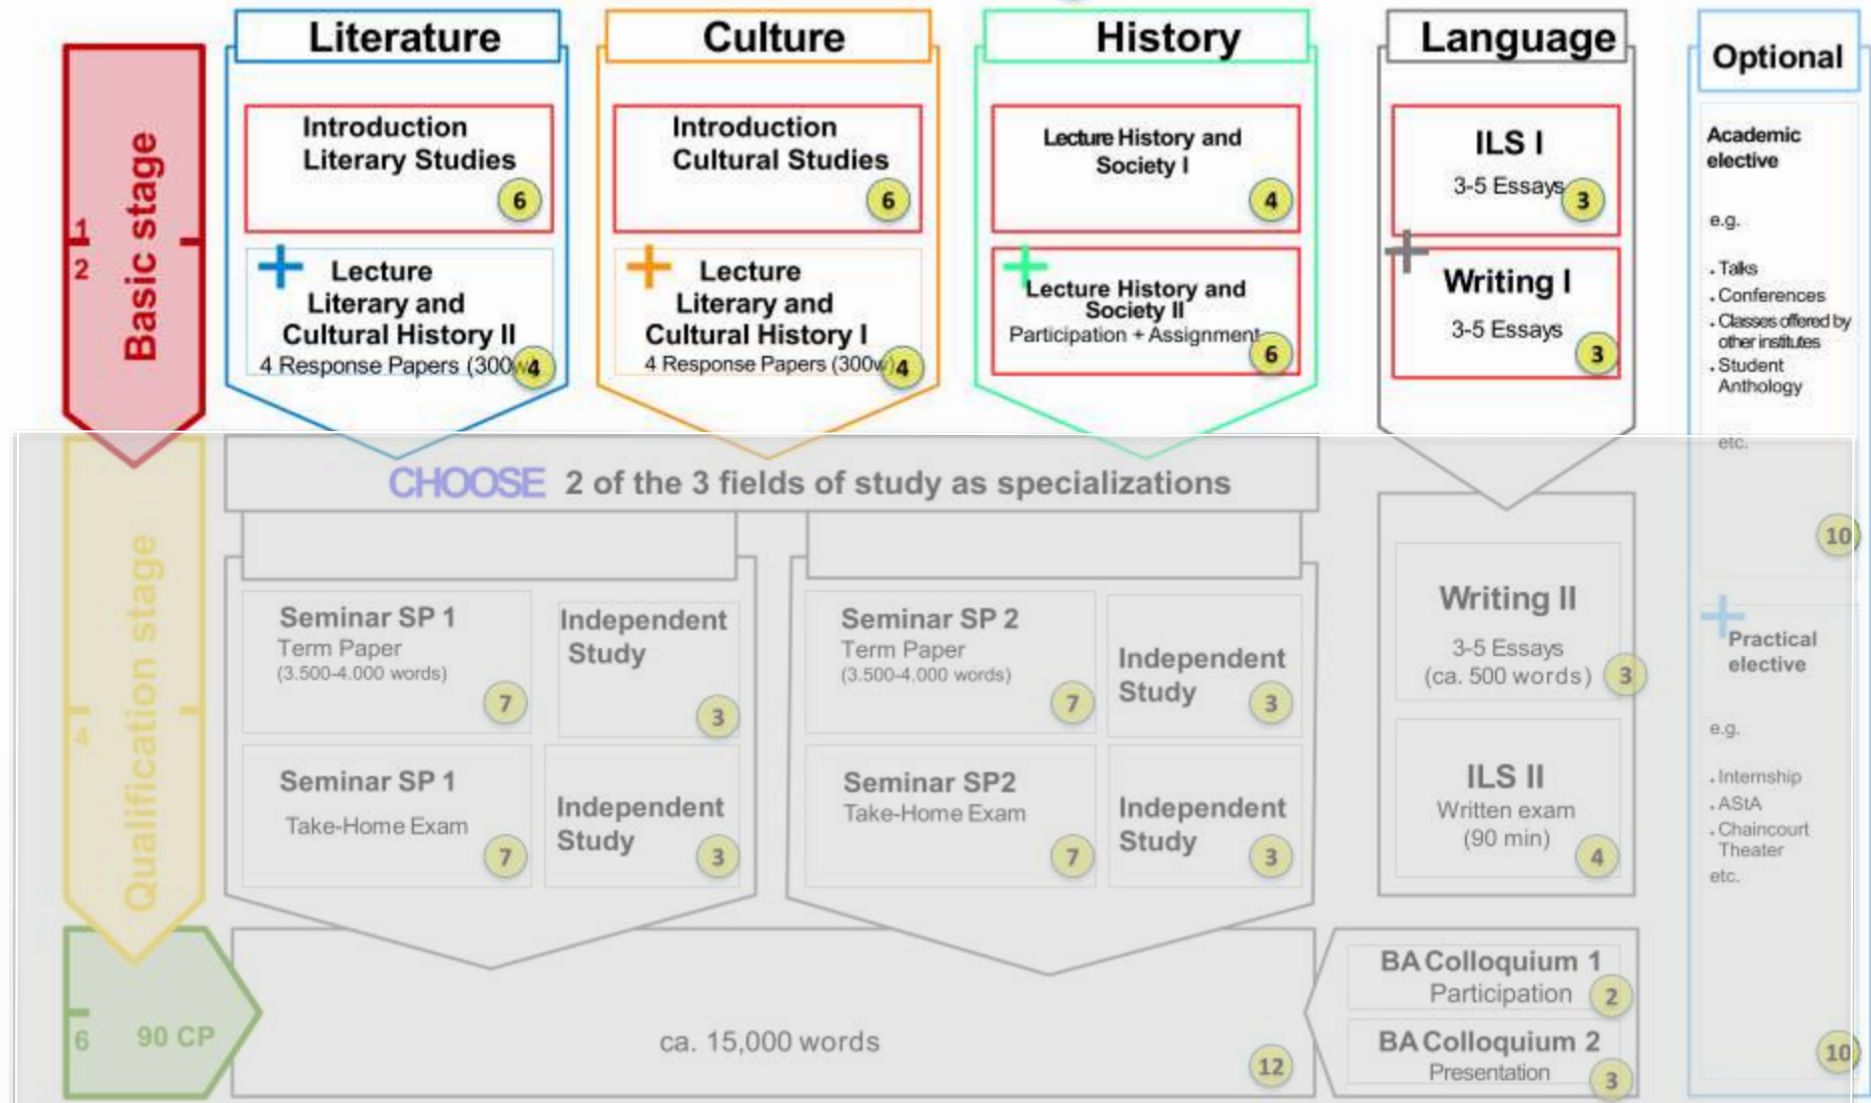 Literature
Culture
History
Language
Optional
Basic stage
1
2
Introduction
Literary Studies
6
Introduction
Cultural Studies
6
Lecture History and
Society I
4
ILS I
3-5 Essays
3
Lecture
Literary and
Cultural History II
4 Response Papers (300w)
4
Lecture
Literary and
Cultural History I
4 Response Papers (300w)
4
Lecture History and
Society II
Participation + Assignment
6
Writing I
3-5 Essays
3
Academic
elective
e.g.
. Talks
. Conferences
. Classes offered by
other institutes
. Student
Anthology
etc.
10
Qualification stage
4
CHOOSE 2 of the 3 fields of study as specializations
Seminar SP 1
Term Paper
(3.500-4.000 words)
7
Independent
Study
3
Seminar SP 2
Term Paper
(3.500-4.000 words)
7
Independent
Study
3
Writing II
3-5 Essays
(ca. 500 words)
3
Seminar SP 1
Take-Home Exam
7
Independent
Study
3
Seminar SP2
Take-Home Exam
7
Independent
Study
3
ILS II
Written exam
(90 min)
4
Practical
elective
e.g.
. Internship
. AStA
. Chaincourt
Theater
etc.
10
6
90 CP
ca. 15,000 words
12
BA Colloquium 1
Participation
2
BA Colloquium 2
Presentation
3